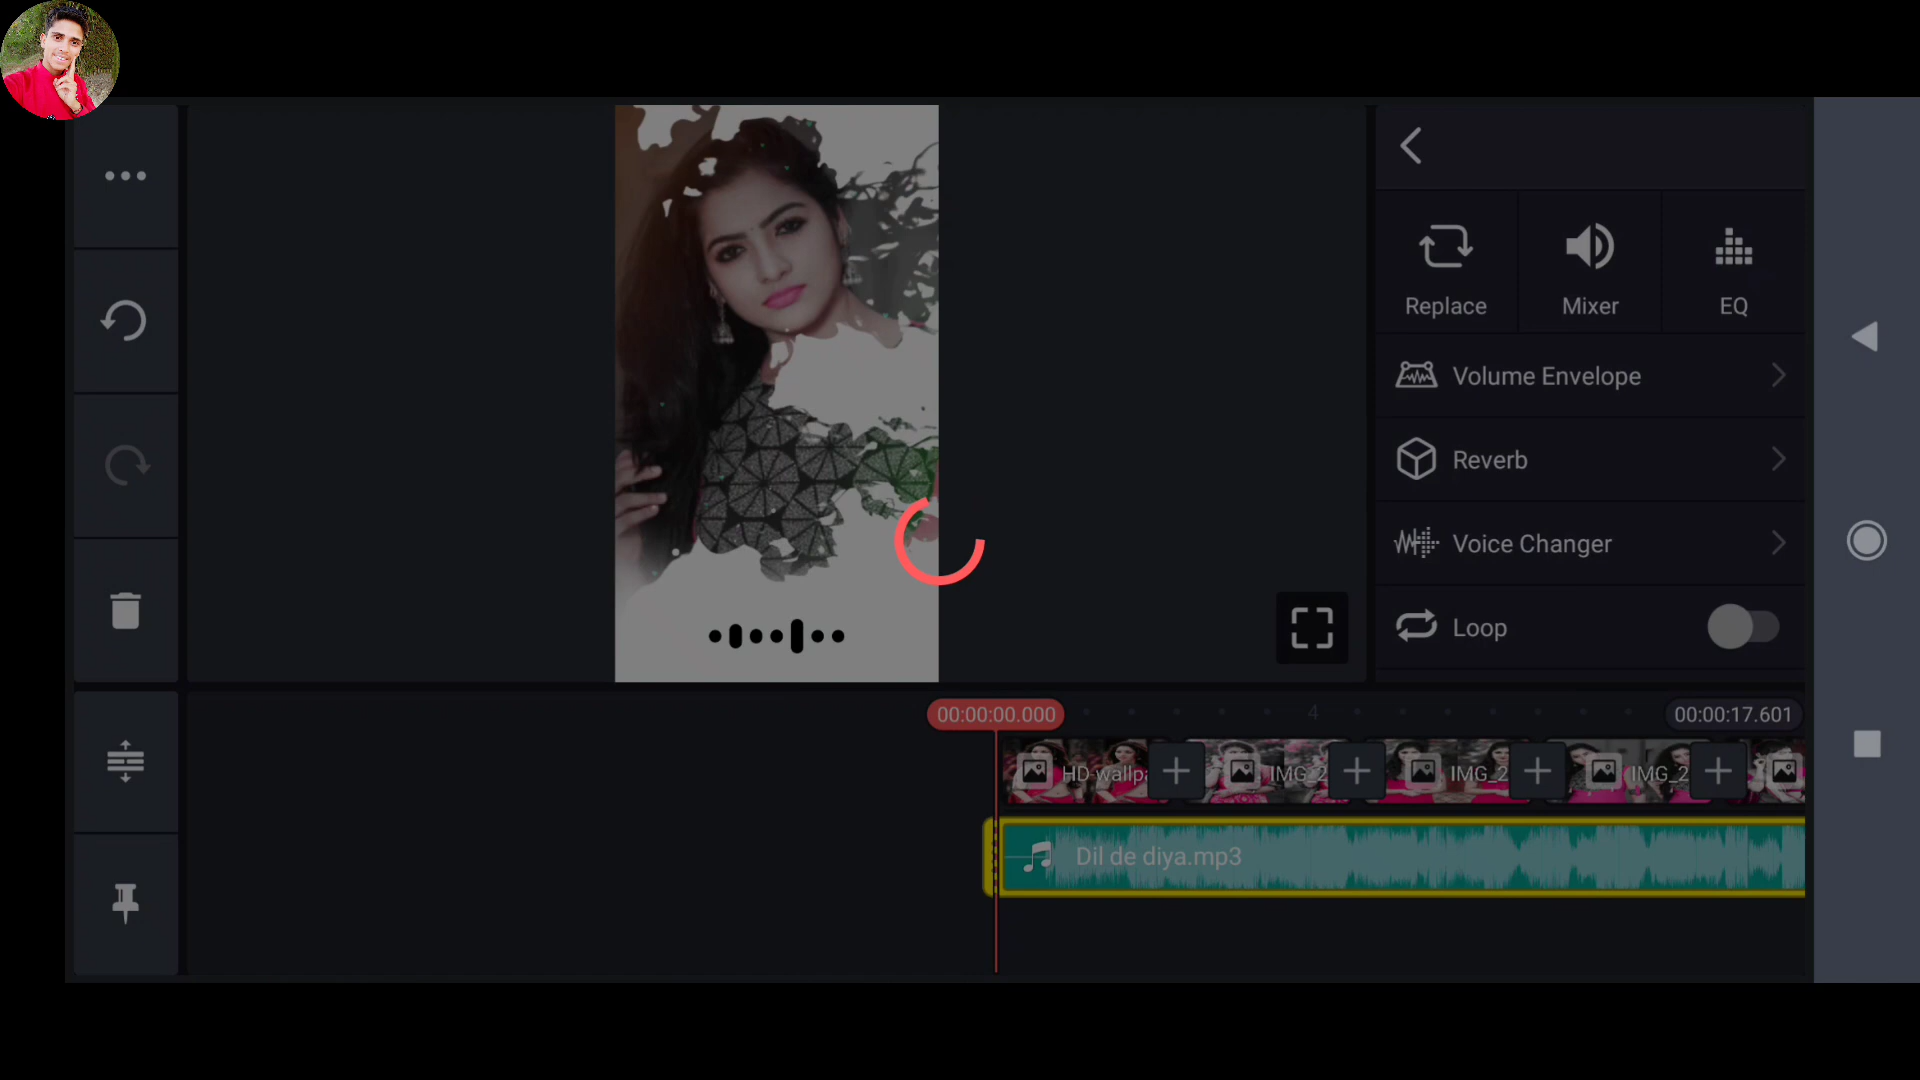 Replace
Mixer
EQ
Volume Envelope
Reverb
Voice Changer
Loop
00:00:00.000
4
00:00:17.601
HD-wallp
IMG_2
IMG_2
IMG_2
Dil de diya.mp3